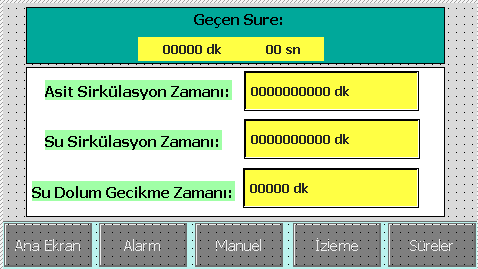 Geçen Sure:
00000 dk 00 sn
Asit Sirkülasyon Zamanı: 0000000000 dk
Su Sirkülasyon Zamanı: 0000000000 dk
Su Dolum Gecikme Zamanı: 00000 dk
Ana Ekran Alarm Manuel İzleme Süreler